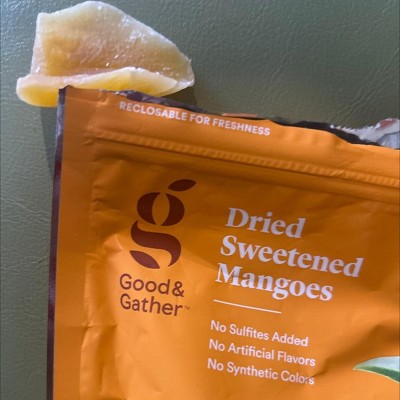 RECLOSABLE FOR FRESHNESS
g
Good&
Gather™
Dried
Sweetened
Mangoes
No Sulfites Added
No Artificial Flavors
No Synthetic Colors